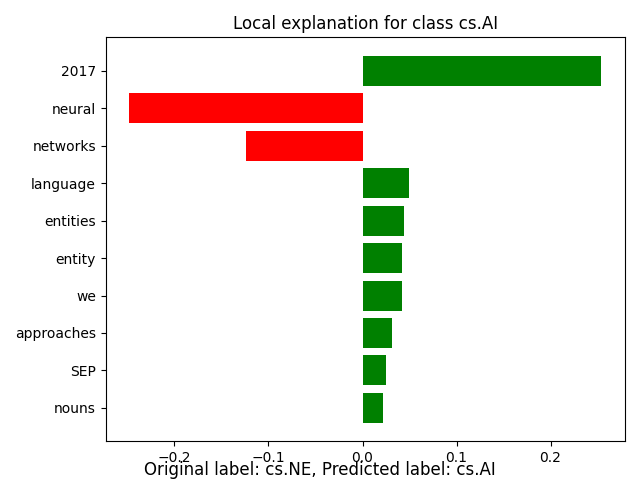 Local explanation for class cs.AI
2017
neural
networks
language
entities
entity
we
approaches
SEP
nouns
−0.2 −0.1 0.0 0.1 0.2
Original label: cs.NE, Predicted label: cs.AI